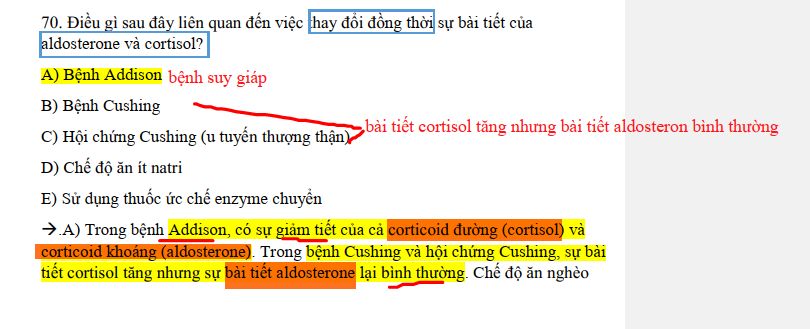 70. Điều gì sau đây liên quan đến việc thay đổi đồng thời sự bài tiết của
aldosterone và cortisol?
A) Bệnh Addison bệnh suy giáp
B) Bệnh Cushing
bài tiết cortisol tăng nhưng bài tiết aldosteron bình thường
C) Hội chứng Cushing (u tuyến thượng thận)
D) Chế độ ăn ít natri
E) Sử dụng thuốc ức chế enzyme chuyển
→.A) Trong bệnh Addison, có sự giảm tiết của cả corticoid đường (cortisol) và
corticoid khoáng (aldosterone). Trong bệnh Cushing và hội chứng Cushing, sự bài
tiết cortisol tăng nhưng sự bài tiết aldosterone lại bình thường. Chế độ ăn nghèo